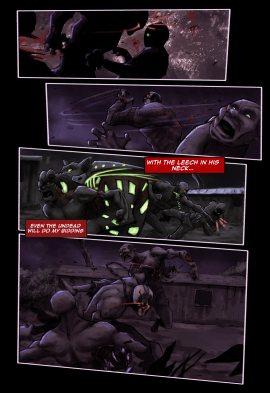 WITH THE LEECH IN HIS
NECK...
EVEN THE UNDEAD
WILL DO MY BIDDING